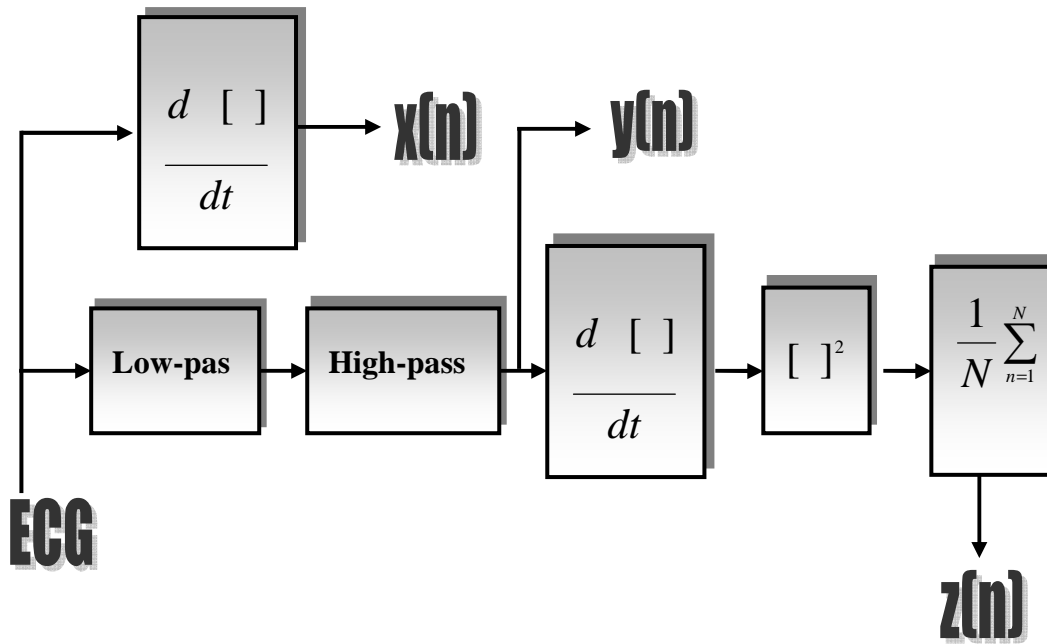 d [ ]
dt
x(n)
y(n)
Low-pas
High-pass
d [ ]
dt
[ ]²
1
N
N
∑
n=1
ECG
z(n)